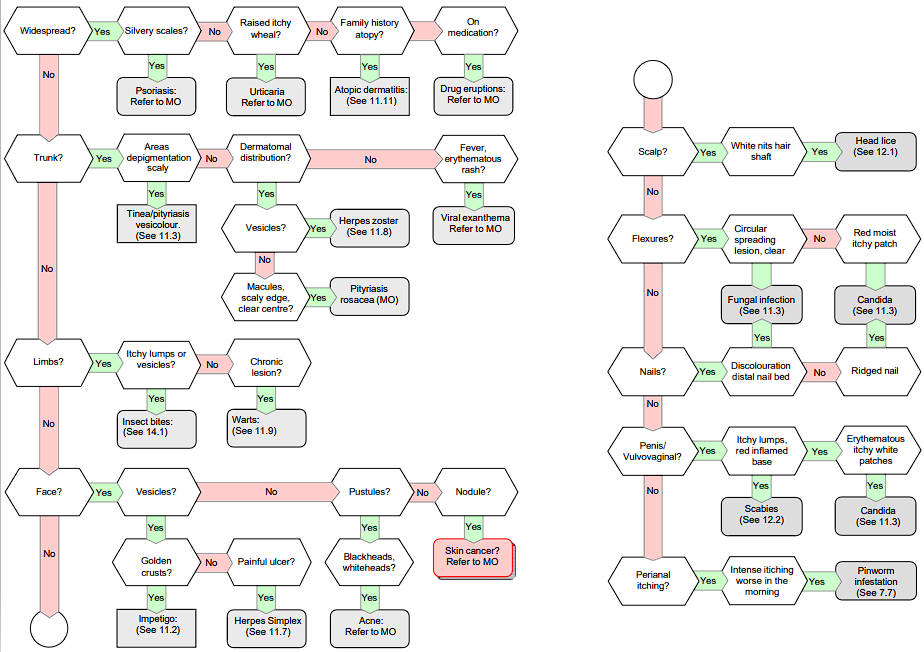 Widespread?
Yes
Silvery scales?
No
Raised itchy
wheal?
No
Family history
atopy?
On
medication?
No
Yes
Yes
Yes
Yes
Psoriasis:
Refer to MO
Urticaria
Refer to MO
Atopic dermatitis:
(See 11.11)
Drug eruptions:
Refer to MO
Trunk?
Yes
Areas
depigmentation
scaly
No
Dermatomal
distribution?
No
Fever,
erythematous
rash?
Yes
Yes
Yes
Tinea/pityriasis
vesicolour.
(See 11.3)
Vesicles?
Yes
Herpes zoster
(See 11.8)
Viral exanthema
Refer to MO
No
No
Macules,
scaly edge,
clear centre?
Yes
Pityriasis
rosacea (MO)
Limbs?
Yes
Itchy lumps or
vesicles?
No
Chronic
lesion?
Yes
Yes
No
Insect bites:
(See 14.1)
Warts:
(See 11.9)
Face?
Yes
Vesicles?
No
Pustules?
No
Nodule?
Yes
Yes
Yes
No
Golden
crusts?
No
Painful ulcer?
Blackheads,
whiteheads?
Skin cancer?
Refer to MO
Yes
Yes
Yes
Impetigo:
(See 11.2)
Herpes Simplex
(See 11.7)
Acne:
Refer to MO
No
Scalp?
Yes
White nits hair
shaft
Yes
Head lice
(See 12.1)
No
Flexures?
Yes
Circular
spreading
lesion, clear
No
Red moist
itchy patch
No
Yes
Yes
Fungal infection
(See 11.3)
Candida
(See 11.3)
Yes
Yes
Nails?
Yes
Discolouration
distal nail bed
No
Ridged nail
No
Penis/
Vulvovaginal?
Yes
Itchy lumps,
red inflamed
base
Yes
Erythematous
itchy white
patches
No
Yes
Yes
Scabies
(See 12.2)
Candida
(See 11.3)
Perianal
itching?
Yes
Intense itching
worse in the
morning
Yes
Pinworm
infestation
(See 7.7)